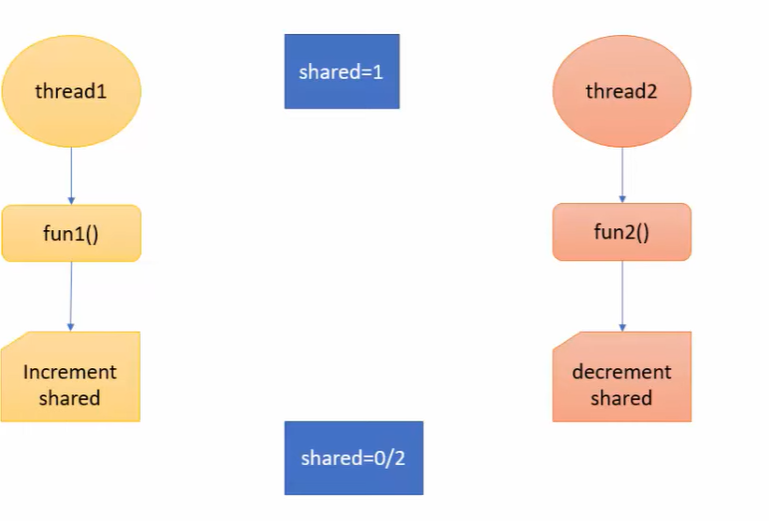 thread1
shared=1
thread2
fun1()
fun2()
Increment
shared
decrement
shared
shared=0/2